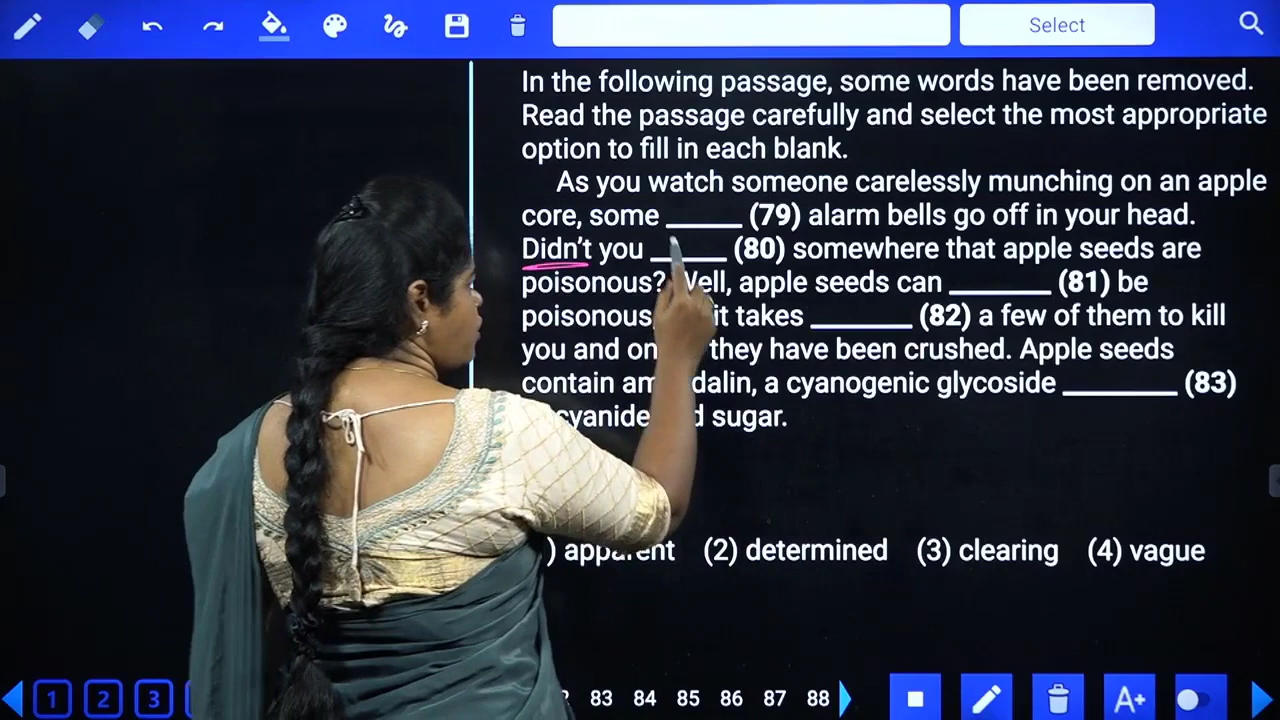 Select
In the following passage, some words have been removed.
Read the passage carefully and select the most appropriate
option to fill in each blank.
As you watch someone carelessly munching on an apple
core, some ______ (79) alarm bells go off in your head.
Didn't you ______ (80) somewhere that apple seeds are
poisonous? Well, apple seeds can ________ (81) be
poisonous, it takes ________ (82) a few of them to kill
you and they have been crushed. Apple seeds
contain a cyanogenic glycoside _________ (83)
cyanide sugar.
) apparent (2) determined (3) clearing (4) vague
1 2 3 83 84 85 86 87 88 A+